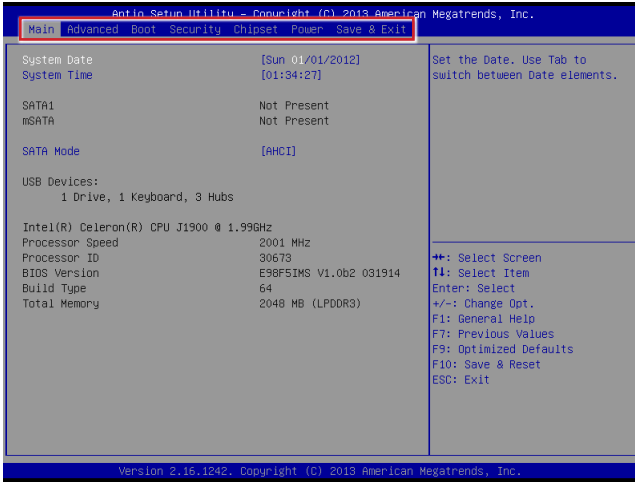 Aptio Setup Utility – Copyright (C) 2013 American Megatrends, Inc.
Main Advanced Boot Security Chipset Power Save & Exit
System Date [Sun 01/01/2012]
System Time [01:34:27]
SATA1 Not Present
mSATA Not Present
SATA Mode [AHCI]
USB Devices:
1 Drive, 1 Keyboard, 3 Hubs
Intel(R) Celeron(R) CPU J1900 @ 1.99GHz
Processor Speed 2001 MHz
Processor ID 30673
BIOS Version E98F5IMS V1.0b2 031914
Build Type 64
Total Memory 2048 MB (LPDDR3)
Set the Date. Use Tab to
switch between Date elements.
→←: Select Screen
↑↓: Select Item
Enter: Select
+/-: Change Opt.
F1: General Help
F7: Previous Values
F9: Optimized Defaults
F10: Save & Reset
ESC: Exit
Version 2.16.1242. Copyright (C) 2013 American Megatrends, Inc.